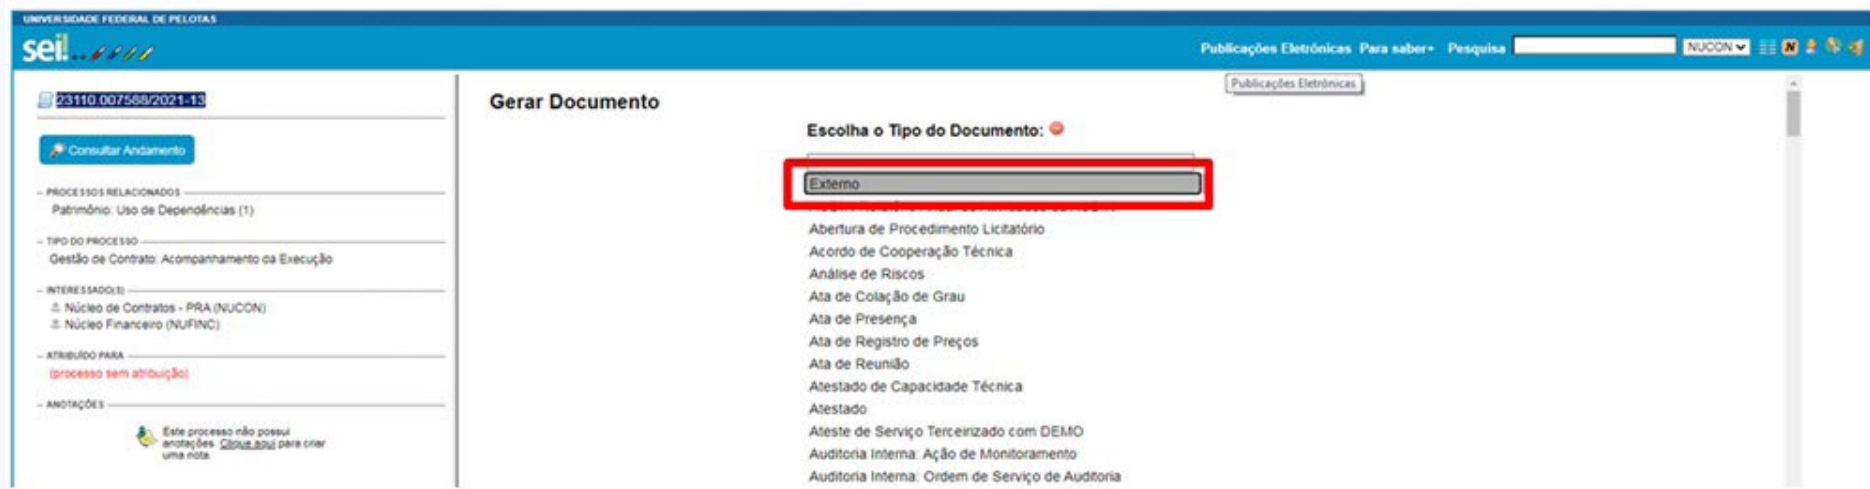 UNIVERSIDADE FEDERAL DE PELOTAS
sei!
Publicações Eletrônicas Para saber+ Pesquisa NUCON
Publicações Eletrônicas
23110.007588/2021-13
Consultar Andamento
PROCESSOS RELACIONADOS
Patrimônio: Uso de Dependências (1)
TIPO DO PROCESSO
Gestão de Contrato: Acompanhamento da Execução
INTERESSADO(S)
Núcleo de Contratos - PRA (NUCON)
Núcleo Financeiro (NUFINC)
ATRIBUÍDO PARA
(processo sem atribuição)
ANOTAÇÕES
Este processo não possui
anotações. Clique aqui para criar
uma nota.
Gerar Documento
Escolha o Tipo do Documento:
Externo
Abertura de Procedimento Licitatório
Acordo de Cooperação Técnica
Análise de Riscos
Ata de Colação de Grau
Ata de Presença
Ata de Registro de Preços
Ata de Reunião
Atestado de Capacidade Técnica
Atestado
Ateste de Serviço Terceirizado com DEMO
Auditoria Interna: Ação de Monitoramento
Auditoria Interna: Ordem de Serviço de Auditoria